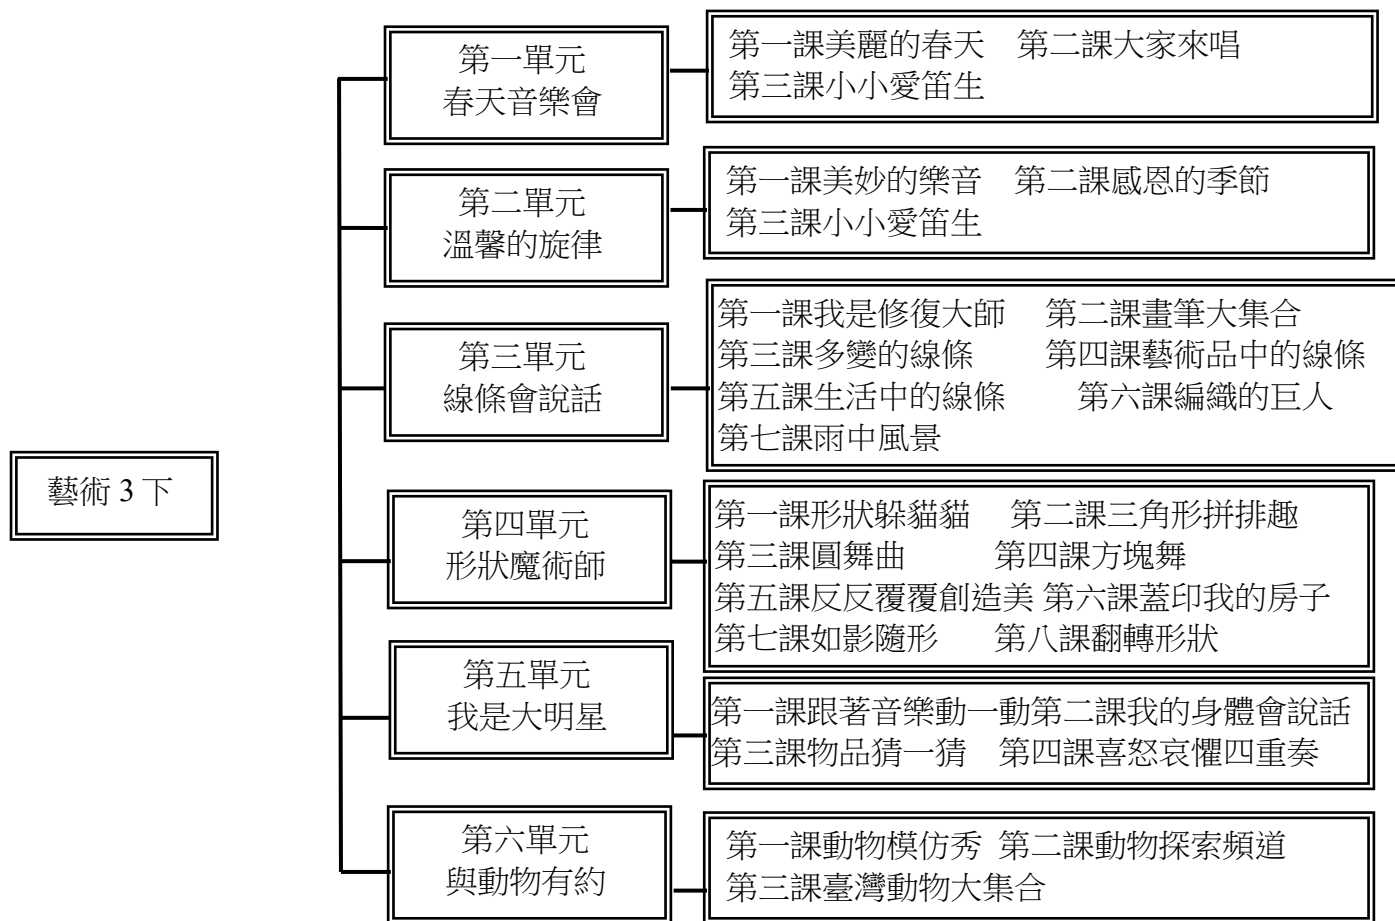 藝術 3 下
第一單元
春天音樂會
第一課美麗的春天 第二課大家來唱
第三課小小愛笛生
第二單元
溫馨的旋律
第一課美妙的樂音 第二課感恩的季節
第三課小小愛笛生
第三單元
線條會說話
第一課我是修復大師 第二課畫筆大集合
第三課多變的線條 第四課藝術品中的線條
第五課生活中的線條 第六課編織的巨人
第七課雨中風景
第四單元
形狀魔術師
第一課形狀躲貓貓 第二課三角形拼排趣
第三課圓舞曲 第四課方塊舞
第五課反反覆覆創造美 第六課蓋印我的房子
第七課如影隨形 第八課翻轉形狀
第五單元
我是大明星
第一課跟著音樂動一動第二課我的身體會說話
第三課物品猜一猜 第四課喜怒哀懼四重奏
第六單元
與動物有約
第一課動物模仿秀 第二課動物探索頻道
第三課臺灣動物大集合